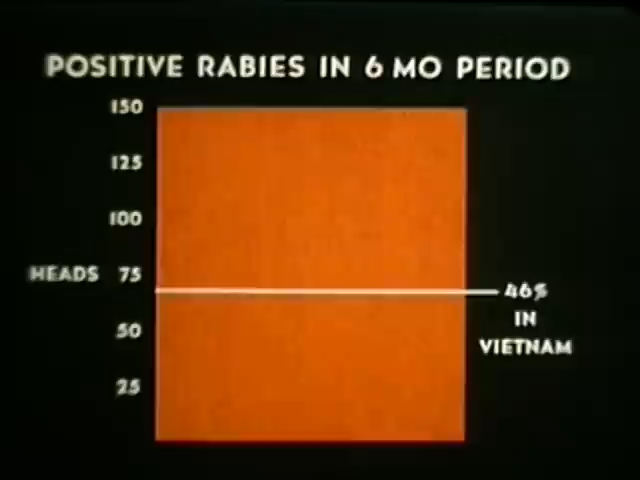 POSITIVE RABIES IN 6 MO PERIOD
150
125
100
HEADS 75
50
25
46%
IN
VIETNAM